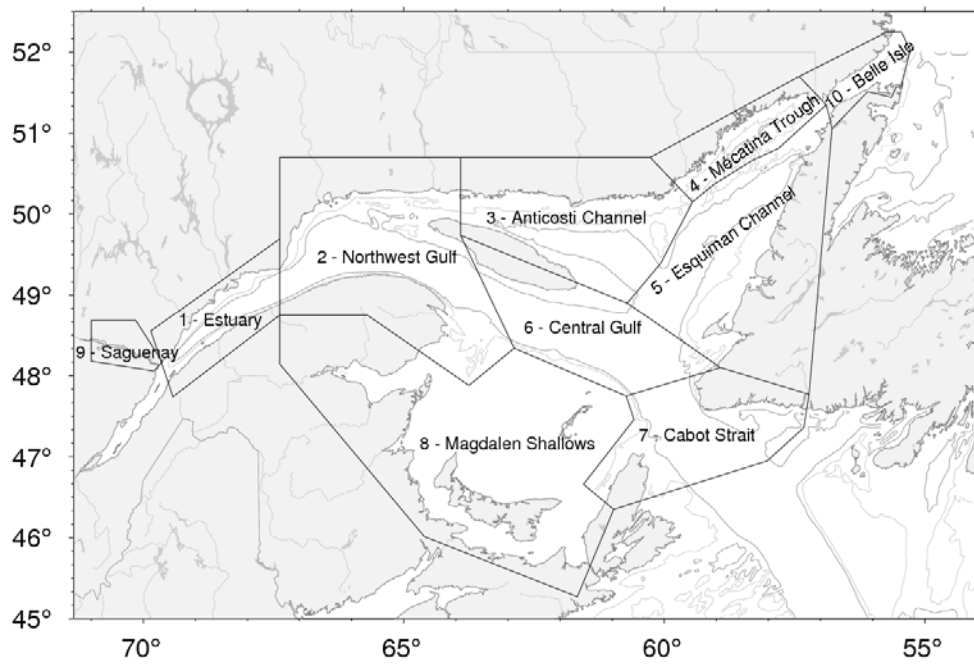 52°
10 - Belle Isle
51°
4 - Mécatina Trough
50°
3 - Anticosti Channel
5 - Esquiman Channel
2 - Northwest Gulf
49°
1 - Estuary
6 - Central Gulf
9 - Saguenay
48°
7 - Cabot Strait
8 - Magdalen Shallows
47°
46°
45°
70°
65°
60°
55°